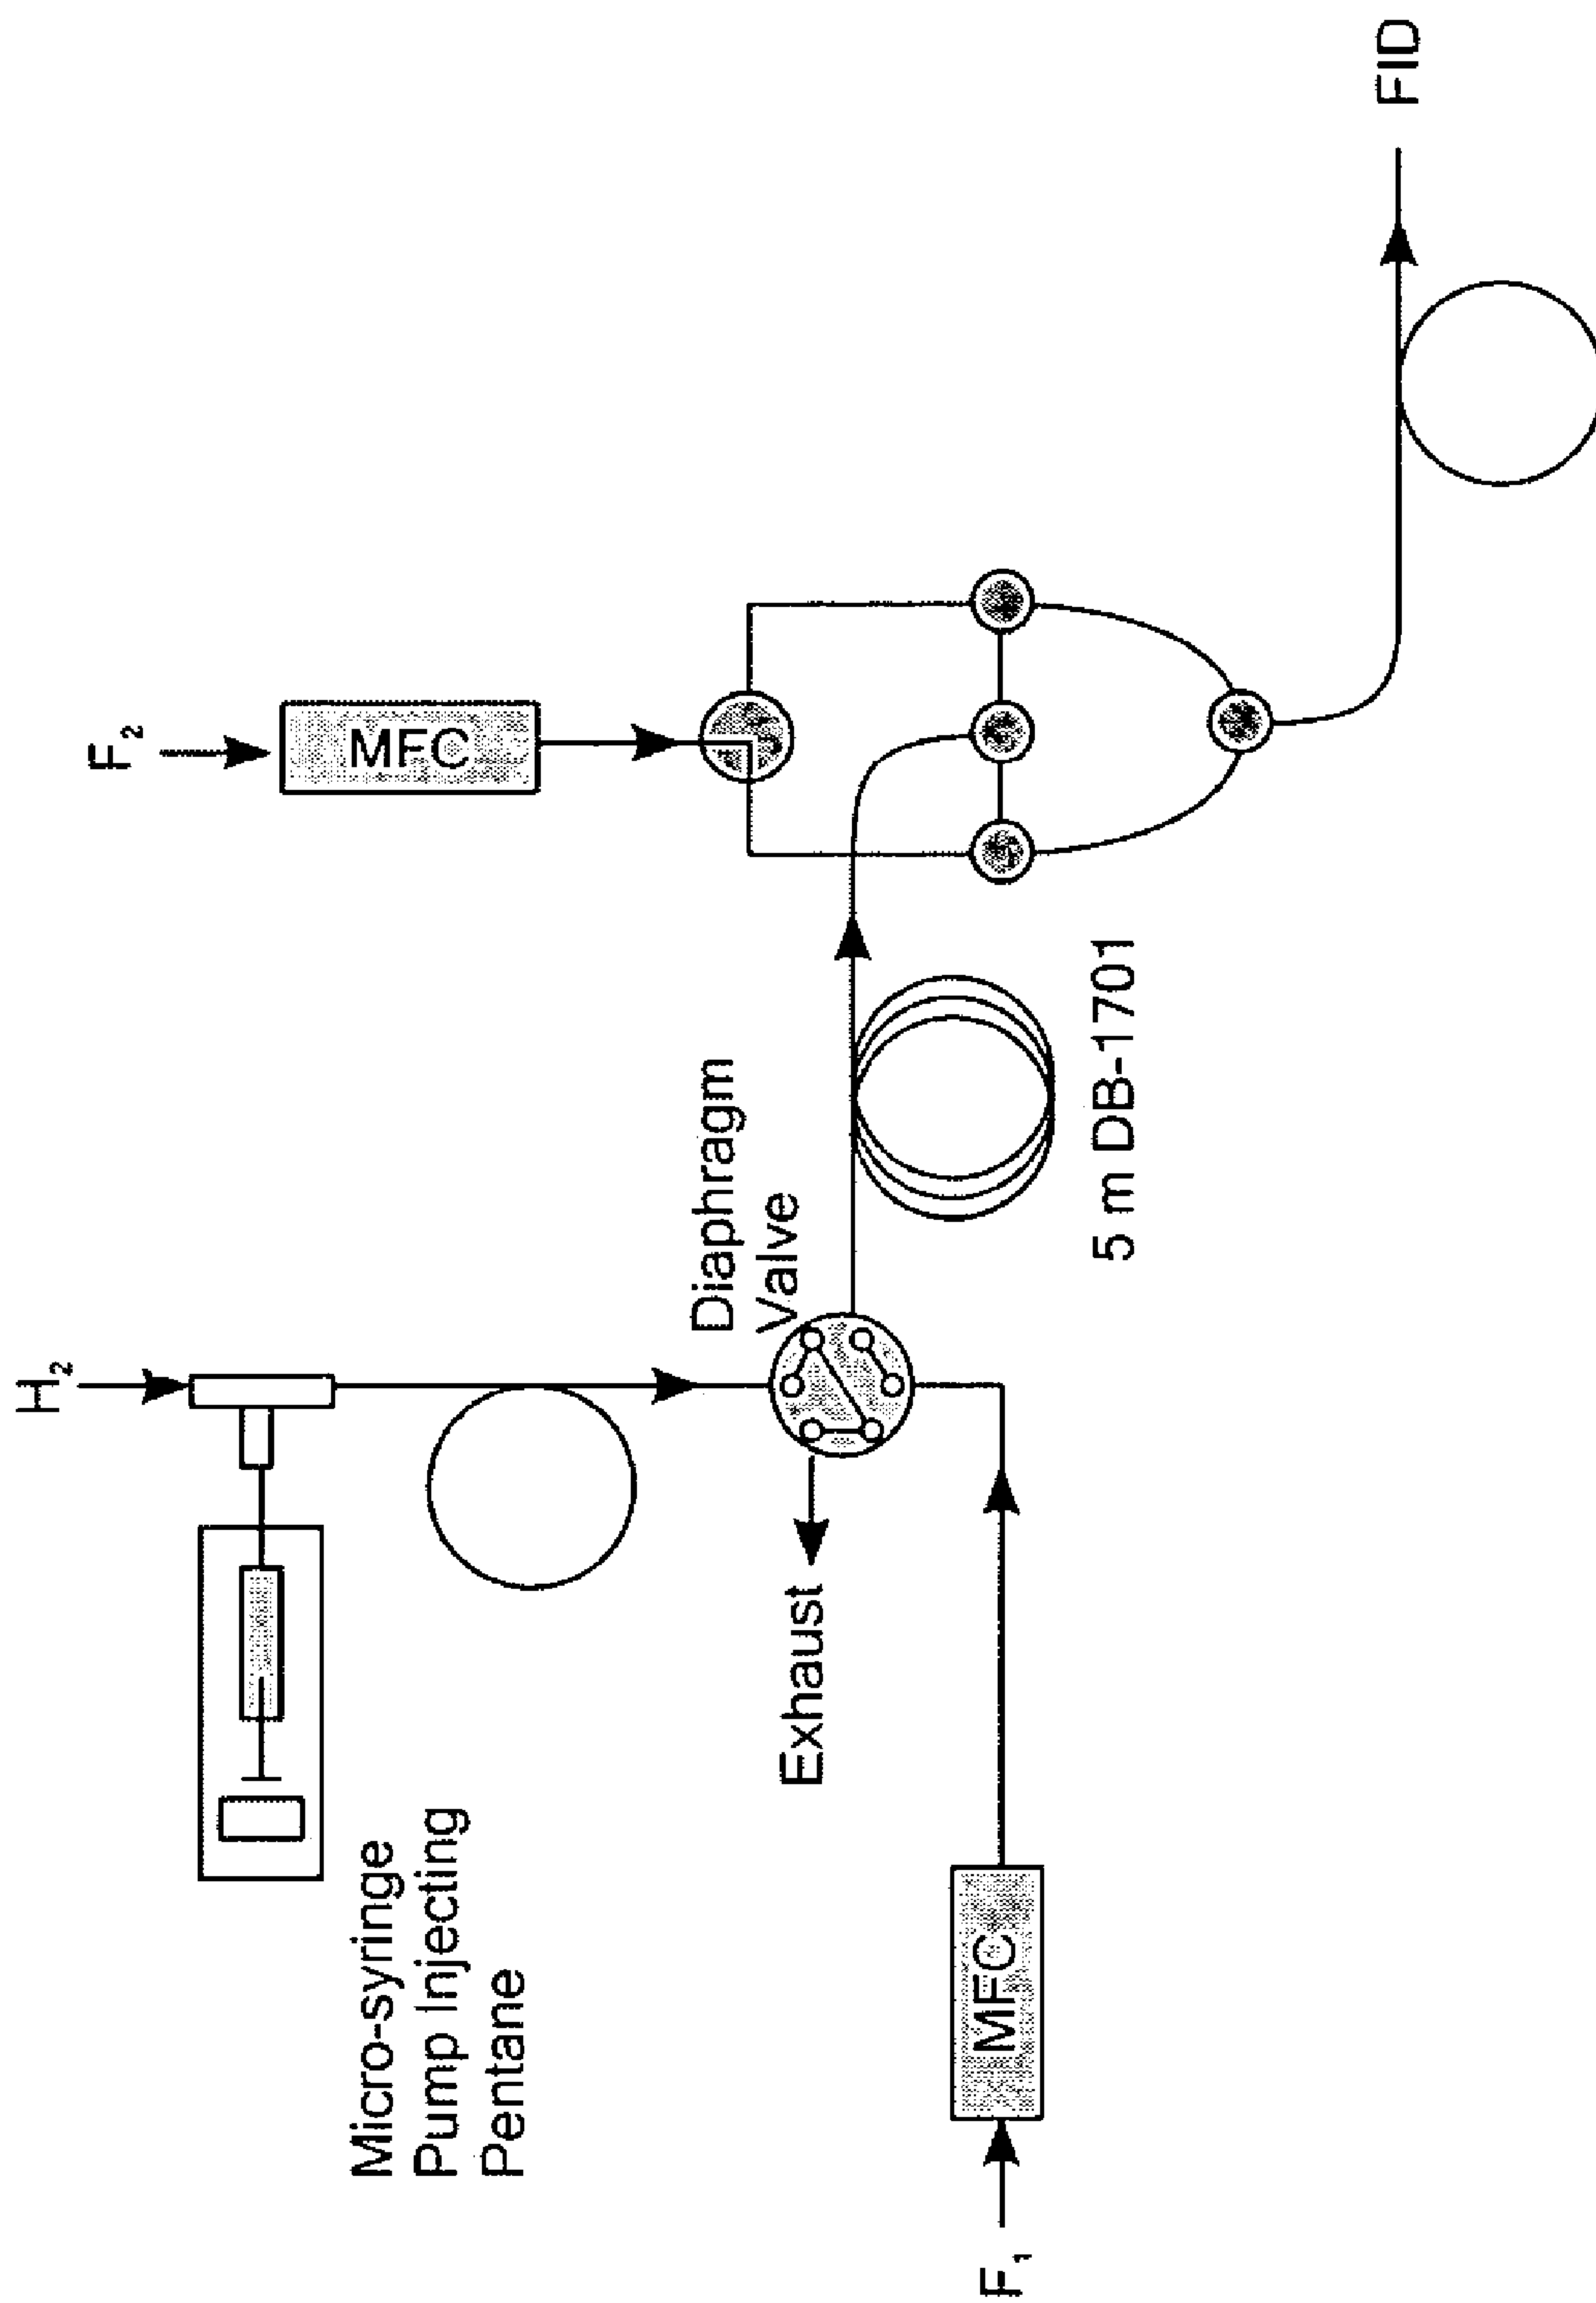 H₂
F₂
MFC
FID
Micro-syringe
Pump Injecting
Pentane
Diaphragm
Valve
Exhaust
5 m DB-1701
MFC
F₁